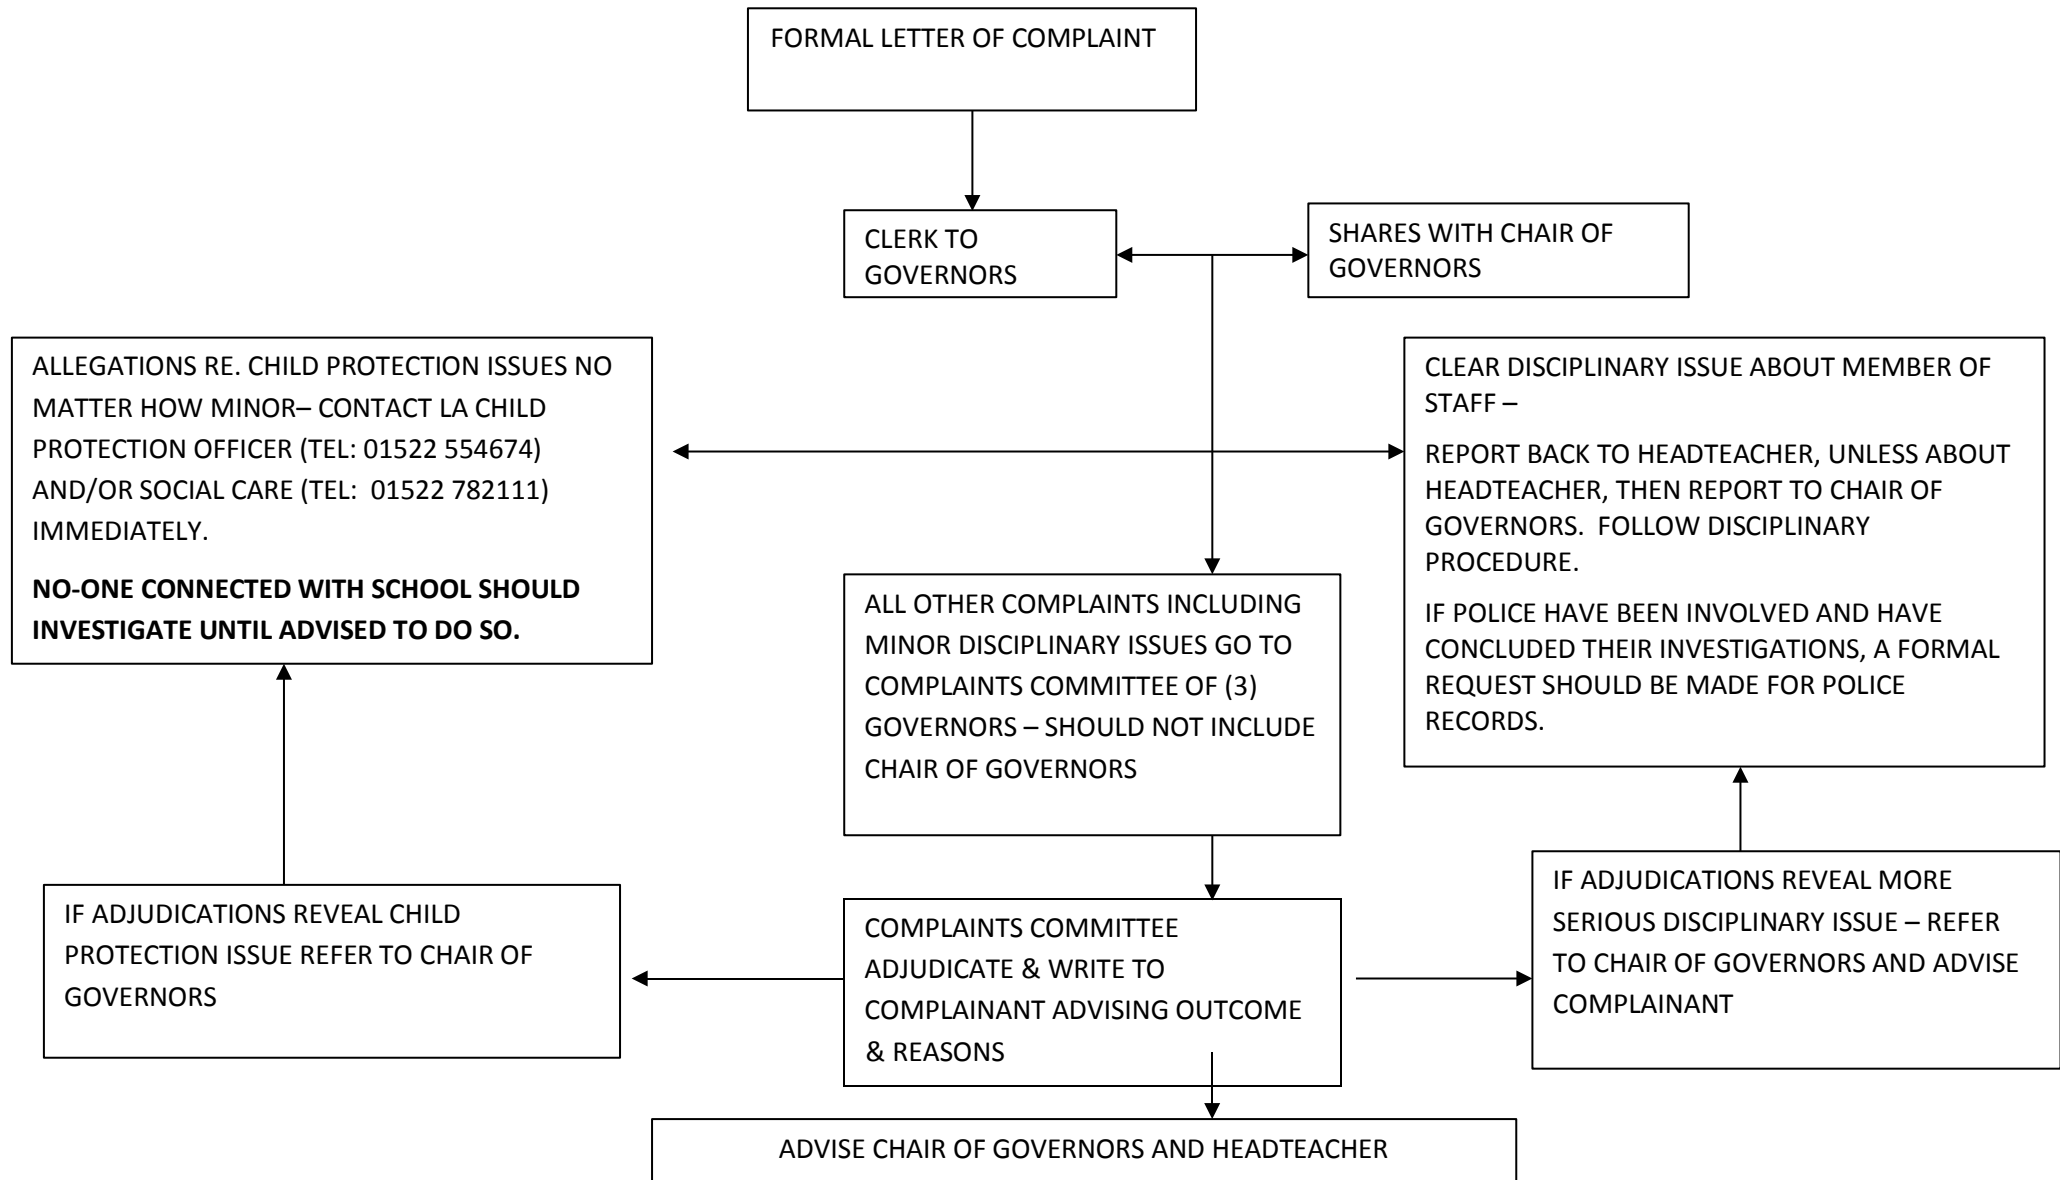 FORMAL LETTER OF COMPLAINT
CLERK TO
GOVERNORS
SHARES WITH CHAIR OF
GOVERNORS
ALLEGATIONS RE. CHILD PROTECTION ISSUES NO
MATTER HOW MINOR– CONTACT LA CHILD
PROTECTION OFFICER (TEL: 01522 554674)
AND/OR SOCIAL CARE (TEL:  01522 782111)
IMMEDIATELY.
NO-ONE CONNECTED WITH SCHOOL SHOULD
INVESTIGATE UNTIL ADVISED TO DO SO.
CLEAR DISCIPLINARY ISSUE ABOUT MEMBER OF
STAFF –
REPORT BACK TO HEADTEACHER, UNLESS ABOUT
HEADTEACHER, THEN REPORT TO CHAIR OF
GOVERNORS.  FOLLOW DISCIPLINARY
PROCEDURE.
IF POLICE HAVE BEEN INVOLVED AND HAVE
CONCLUDED THEIR INVESTIGATIONS, A FORMAL
REQUEST SHOULD BE MADE FOR POLICE
RECORDS.
ALL OTHER COMPLAINTS INCLUDING
MINOR DISCIPLINARY ISSUES GO TO
COMPLAINTS COMMITTEE OF (3)
GOVERNORS – SHOULD NOT INCLUDE
CHAIR OF GOVERNORS
IF ADJUDICATIONS REVEAL CHILD
PROTECTION ISSUE REFER TO CHAIR OF
GOVERNORS
COMPLAINTS COMMITTEE
ADJUDICATE & WRITE TO
COMPLAINANT ADVISING OUTCOME
& REASONS
IF ADJUDICATIONS REVEAL MORE
SERIOUS DISCIPLINARY ISSUE – REFER
TO CHAIR OF GOVERNORS AND ADVISE
COMPLAINANT
ADVISE CHAIR OF GOVERNORS AND HEADTEACHER